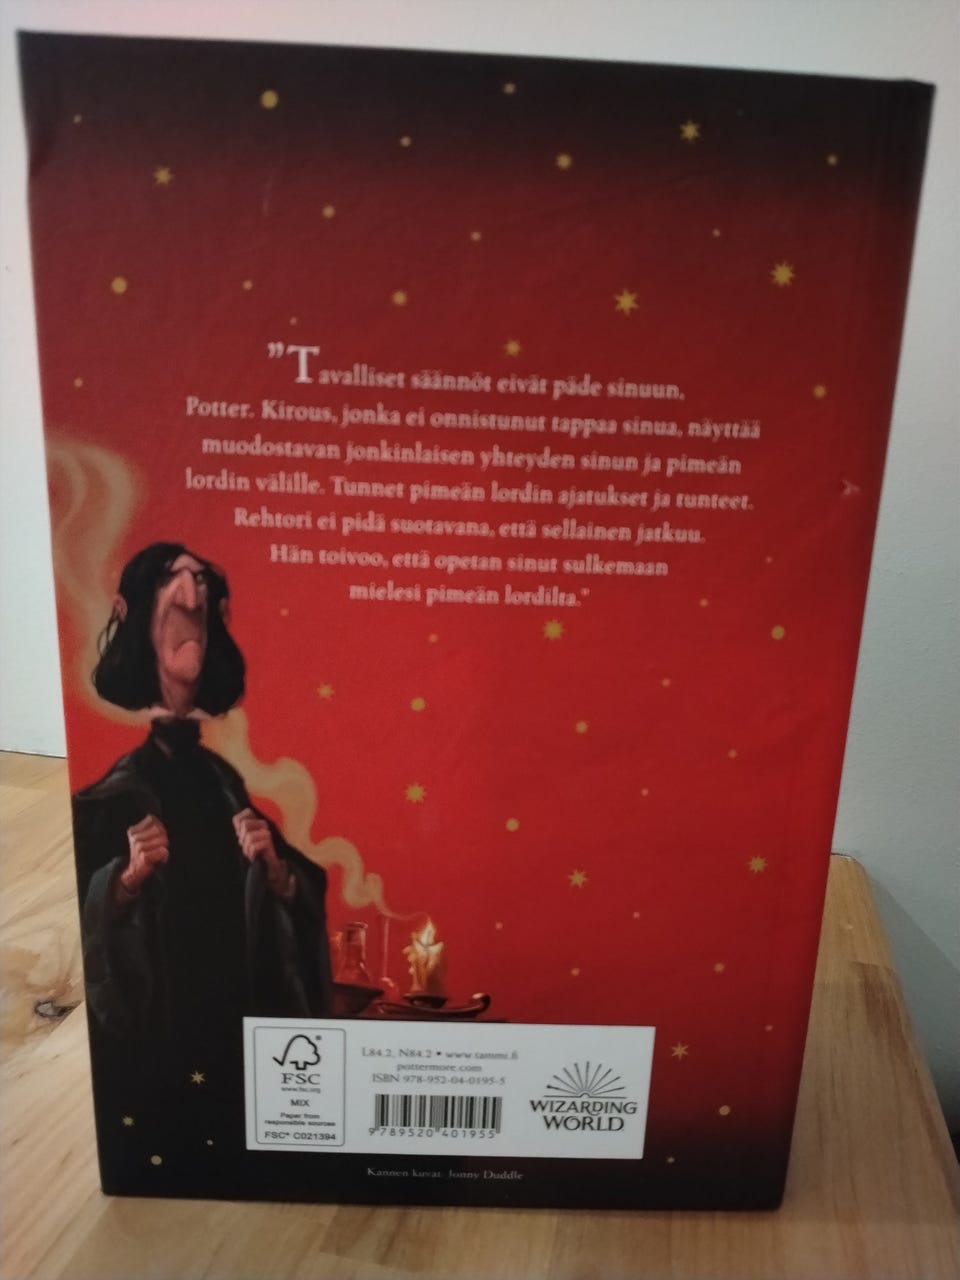 ”Tavalliset säännöt eivät päde sinuun,
Potter. Kirous, jonka ei onnistunut tappaa sinua, näyttää
muodostavan jonkinlaisen yhteyden sinun ja pimeän
lordin välille. Tunnet pimeän lordin ajatukset ja tunteet.
Rehtori ei pidä suotavana, että sellainen jatkuu.
Hän toivoo, että opetan sinut sulkemaan
mielesi pimeän lordilta.”
FSC
www.fsc.org
MIX
Paper from
responsible sources
FSC® C021394
L84.2, N84.2 • www.tammi.fi
pottermore.com
ISBN 978-952-04-0195-5
9 789520 401955
WIZARDING
WORLD
Kannen kuvat: Jonny Duddle